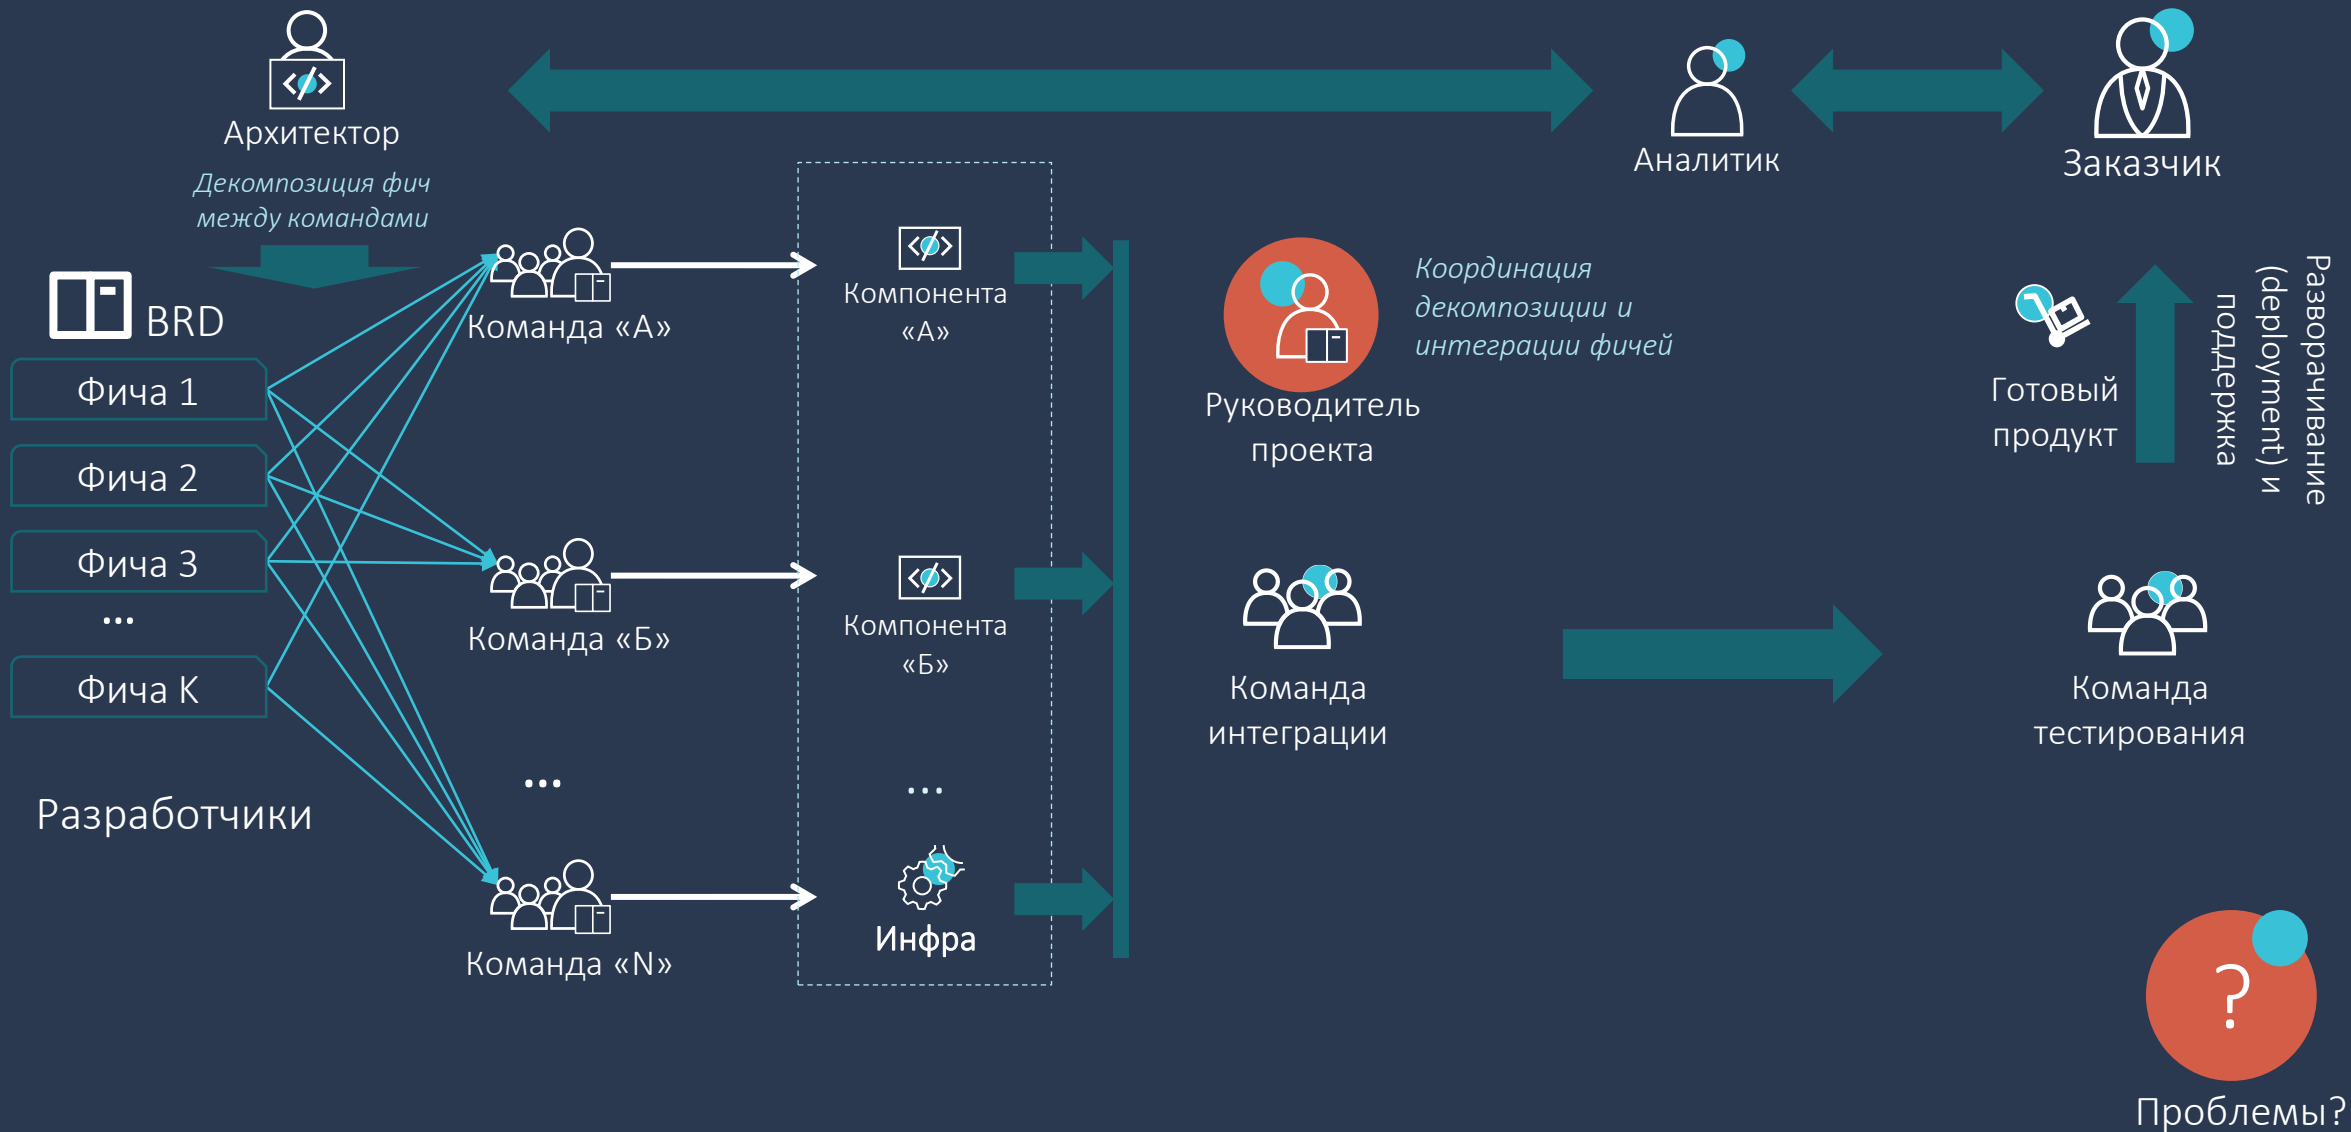 Архитектор
Декомпозиция фич
между командами
Аналитик
Заказчик
BRD
Фича 1
Фича 2
Фича 3
...
Фича K
Разработчики
Команда «А»
Команда «Б»
...
Команда «N»
Компонента
«А»
Компонента
«Б»
...
Инфра
Руководитель
проекта
Координация
декомпозиции и
интеграции фичей
Команда
интеграции
Готовый
продукт
Разворачивание
(deployment) и
поддержка
Команда
тестирования
?
Проблемы?